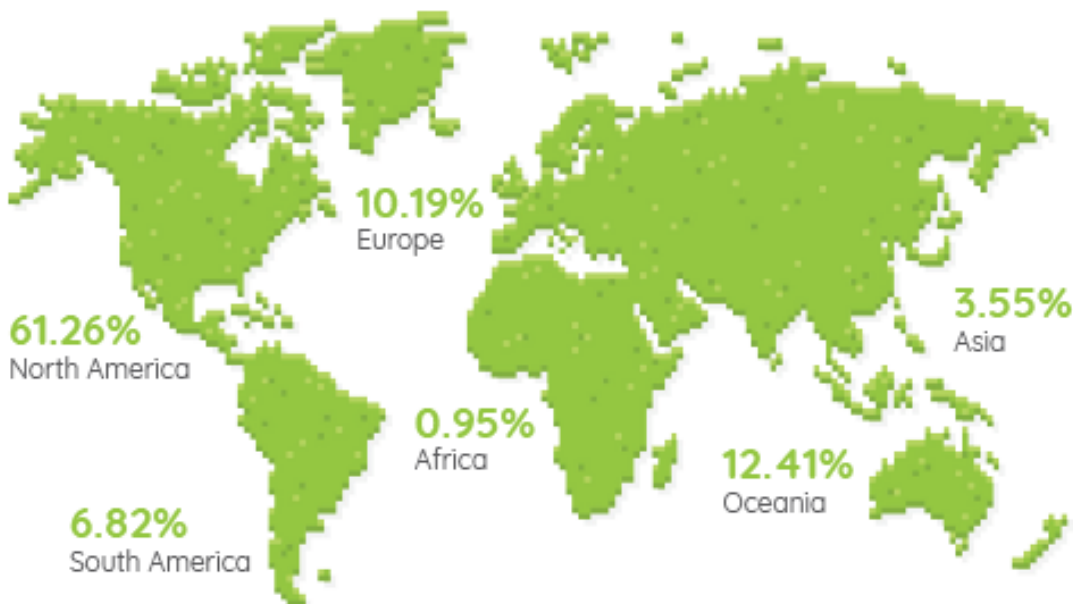 10.19%
Europe
61.26%
North America
3.55%
Asia
0.95%
Africa
12.41%
Oceania
6.82%
South America